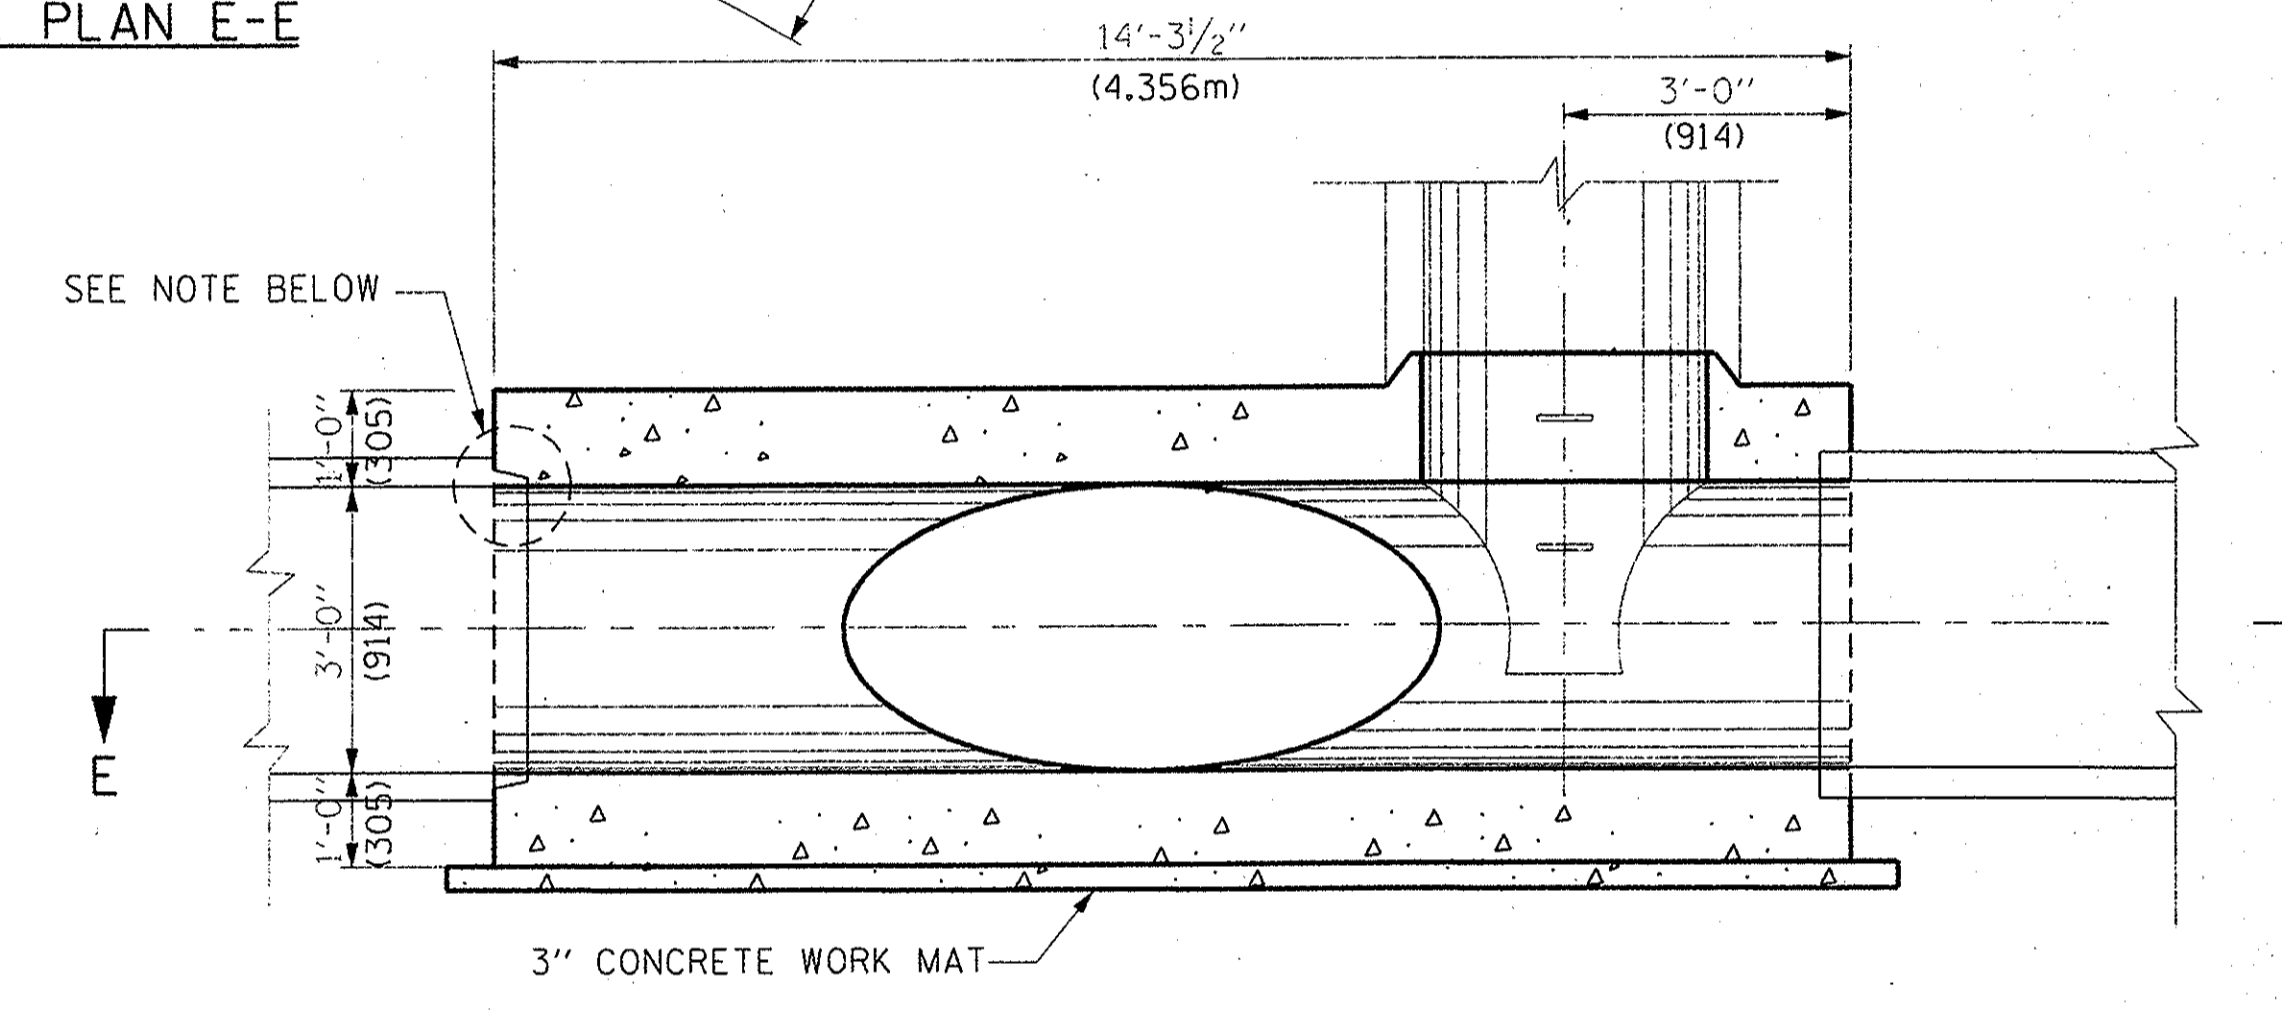 PLAN E-E
14'-3½"
(4.356m)
3'-0"
(914)
SEE NOTE BELOW
1'-0"
(305)
3'-0"
(914)
1'-0"
(305)
E
3" CONCRETE WORK MAT